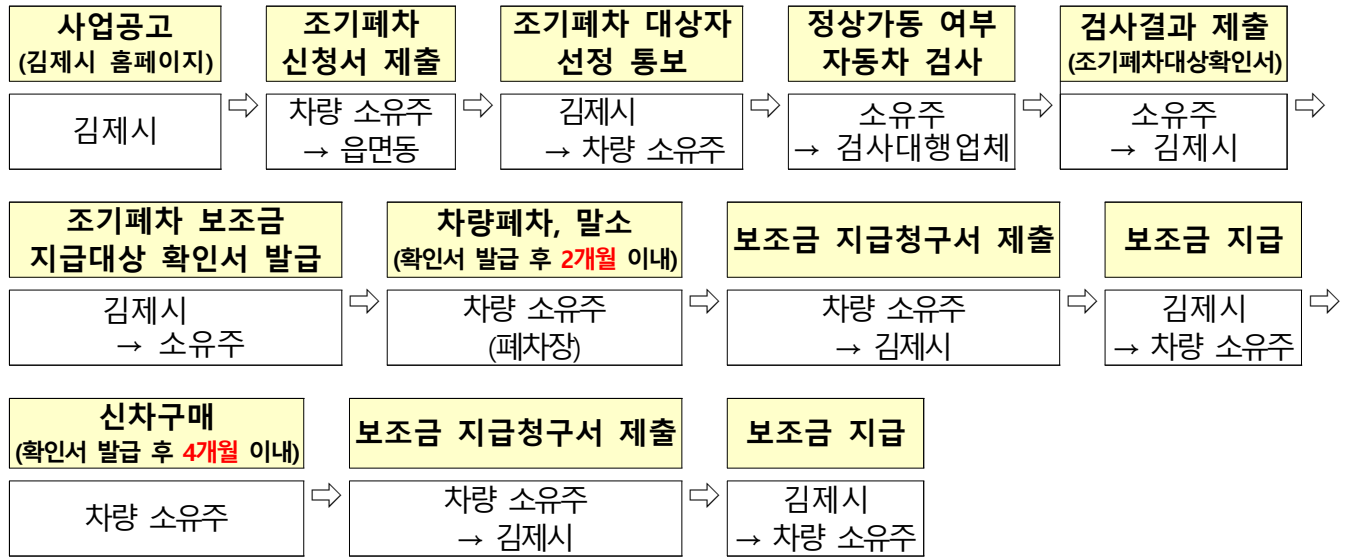 사업공고
(김제시 홈페이지)
김제시
⇨
조기폐차
신청서 제출
차량 소유주
→ 읍면동
⇨
조기폐차 대상자
선정 통보
김제시
→ 차량 소유주
⇨
정상가동 여부
자동차 검사
소유주
→ 검사대행업체
⇨
검사결과 제출
(조기폐차대상확인서)
소유주
→ 김제시
⇨
조기폐차 보조금
지급대상 확인서 발급
김제시
→ 소유주
⇨
차량폐차, 말소
(확인서 발급 후 2개월 이내)
차량 소유주
(폐차장)
⇨
보조금 지급청구서 제출
차량 소유주
→ 김제시
⇨
보조금 지급
김제시
→ 차량 소유주
⇨
신차구매
(확인서 발급 후 4개월 이내)
차량 소유주
⇨
보조금 지급청구서 제출
차량 소유주
→ 김제시
⇨
보조금 지급
김제시
→ 차량 소유주